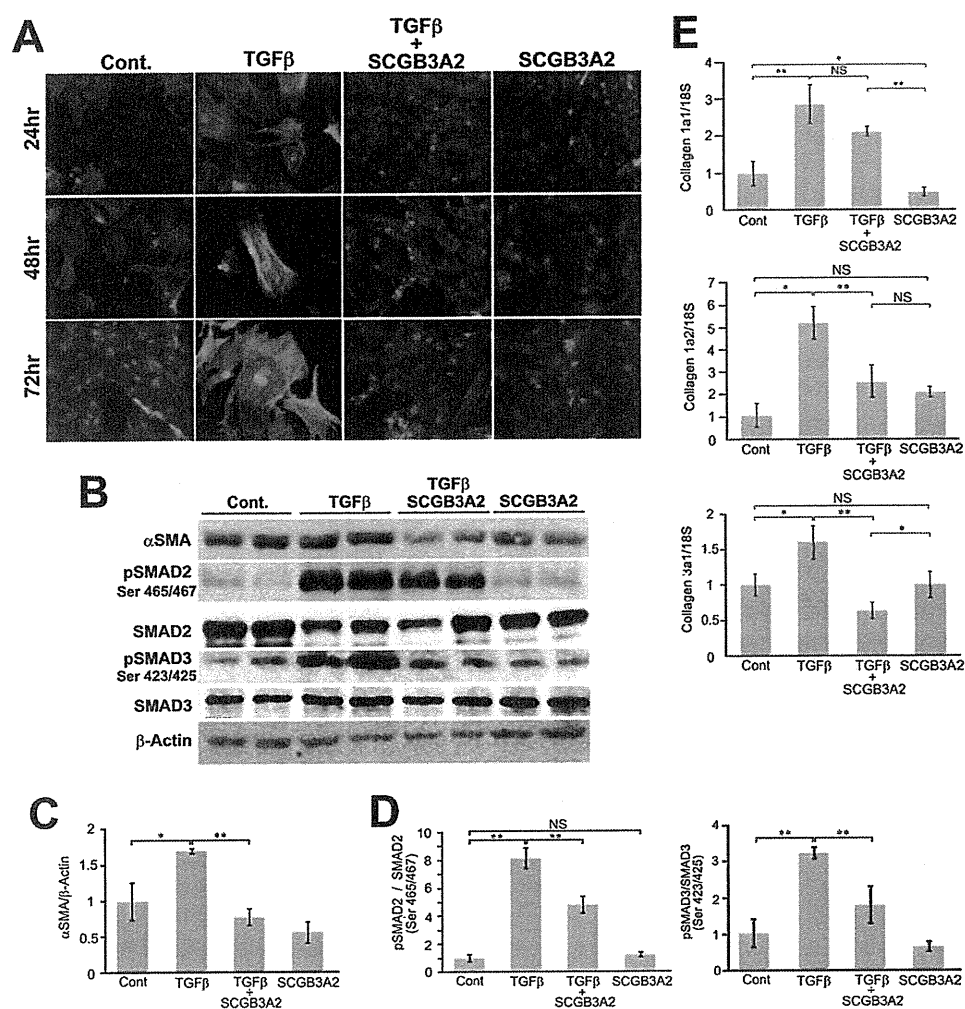 A
Cont.
TGFβ
TGFβ
+
SCGB3A2
SCGB3A2
24hr
48hr
72hr
B
Cont.
TGFβ
TGFβ
SCGB3A2
SCGB3A2
αSMA
pSMAD2
Ser 465/467
SMAD2
pSMAD3
Ser 423/425
SMAD3
β-Actin
C
αSMA/β-Actin
2
1.5
1
0.5
0
*
**
Cont
TGFβ
TGFβ
+
SCGB3A2
SCGB3A2
D
pSMAD2 / SMAD2
(Ser 465/467)
10
8
6
4
2
0
NS
**
**
Cont
TGFβ
TGFβ
+
SCGB3A2
SCGB3A2
pSMAD3/SMAD3
(Ser 423/425)
4
3
2
1
0
**
**
Cont
TGFβ
TGFβ
+
SCGB3A2
SCGB3A2
E
Collagen 1a1/18S
4
3
2
1
0
*
**
NS
**
Cont
TGFβ
TGFβ
+
SCGB3A2
SCGB3A2
Collagen 1a2/18S
7
6
5
4
3
2
1
0
NS
*
**
NS
Cont
TGFβ
TGFβ
+
SCGB3A2
SCGB3A2
Collagen 3a1/18S
2
1.5
1
0.5
0
NS
*
**
*
Cont
TGFβ
TGFβ
+
SCGB3A2
SCGB3A2